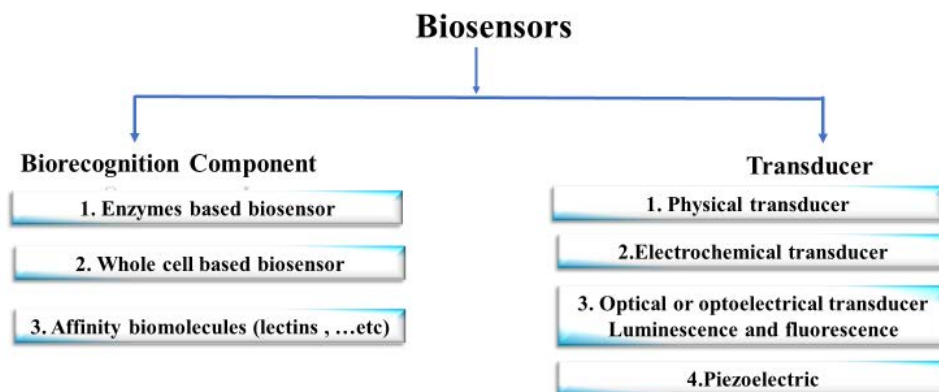 Biosensors
Biorecognition Component
1. Enzymes based biosensor
2. Whole cell based biosensor
3. Affinity biomolecules (lectins , ...etc)
Transducer
1. Physical transducer
2.Electrochemical transducer
3. Optical or optoelectrical transducer
Luminescence and fluorescence
4.Piezoelectric